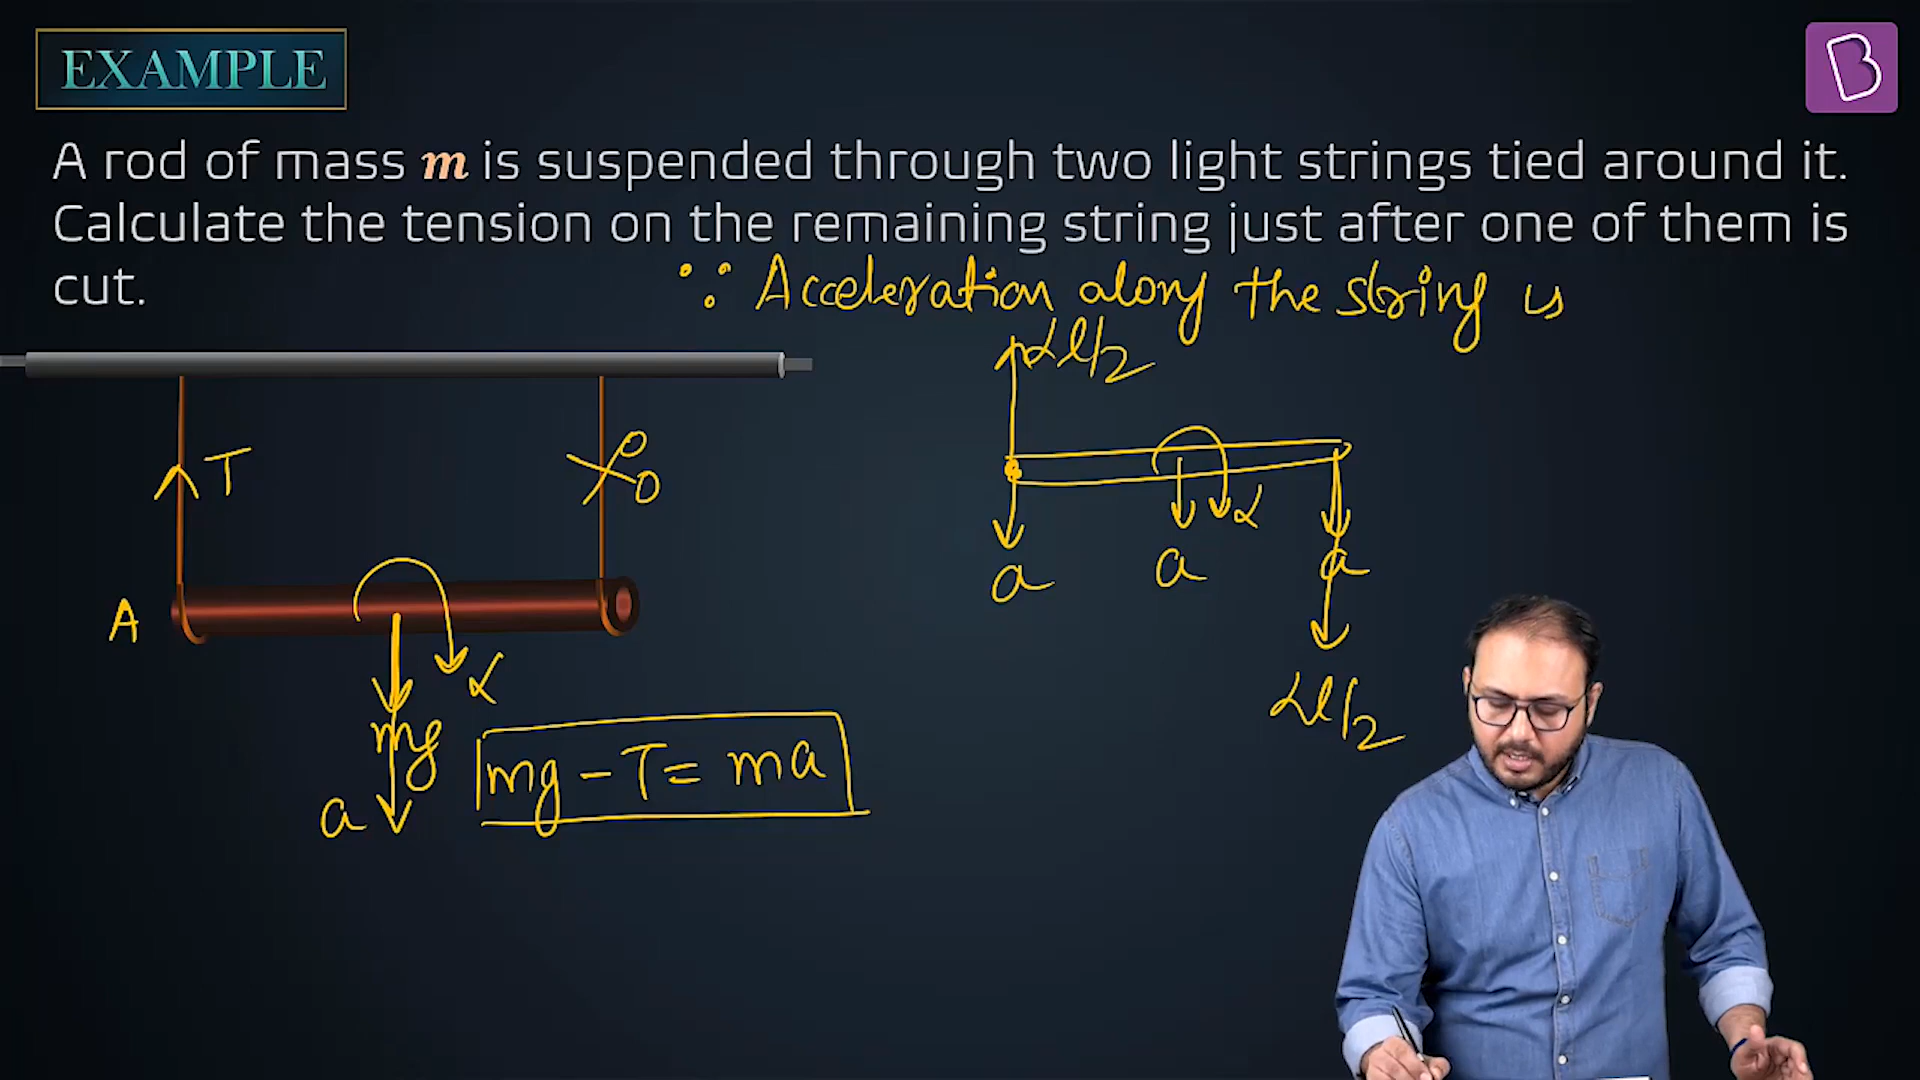 EXAMPLE
B
A rod of mass m is suspended through two light strings tied around it.
Calculate the tension on the remaining string just after one of them is
cut.
∵ Acceleration along the string is
αl/2
T
α
a
a
a
A
α
mg
αl/2
mg - T = ma
a